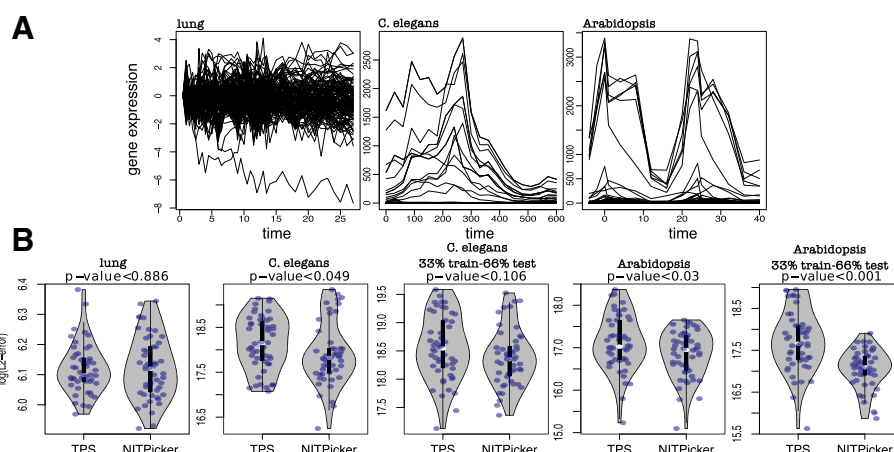 A
lung
C. elegans
Arabidopsis
gene expression
4
2
0
−2
−4
−6
−8
0 5 10 15 20 25
time
2500
2000
1500
1000
500
0
0 100 200 300 400 500 600
time
3000
2000
1000
500
0
0 10 20 30 40
time
B
lung
p−value<0.886
C. elegans
p−value<0.049
C. elegans
33% train-66% test
p−value<0.106
Arabidopsis
p−value<0.03
Arabidopsis
33% train-66% test
p−value<0.001
log(L2−error)
6.4
6.3
6.2
6.1
6.0
TPS NITPicker
18.5
17.5
16.5
TPS NITPicker
19.5
19.0
18.5
18.0
17.5
TPS NITPicker
18.0
17.0
16.0
15.0
TPS NITPicker
18.5
17.5
16.5
15.5
TPS NITPicker